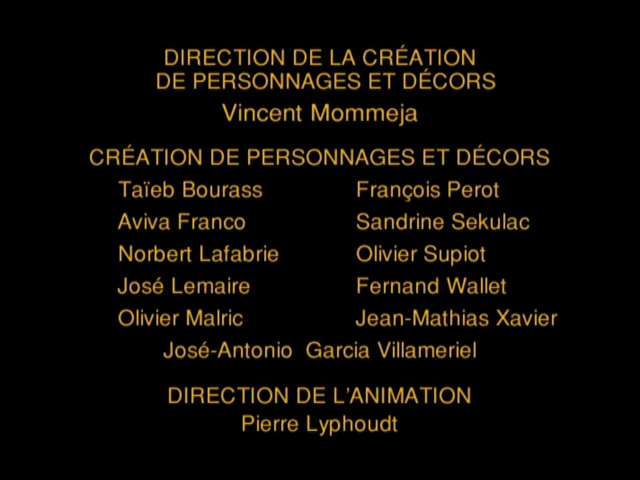 DIRECTION DE LA CRÉATION
DE PERSONNAGES ET DÉCORS
Vincent Mommeja
CRÉATION DE PERSONNAGES ET DÉCORS
Taïeb Bourass François Perot
Aviva Franco Sandrine Sekulac
Norbert Lafabrie Olivier Supiot
José Lemaire Fernand Wallet
Olivier Malric Jean-Mathias Xavier
José-Antonio Garcia Villameriel
DIRECTION DE L'ANIMATION
Pierre Lyphoudt